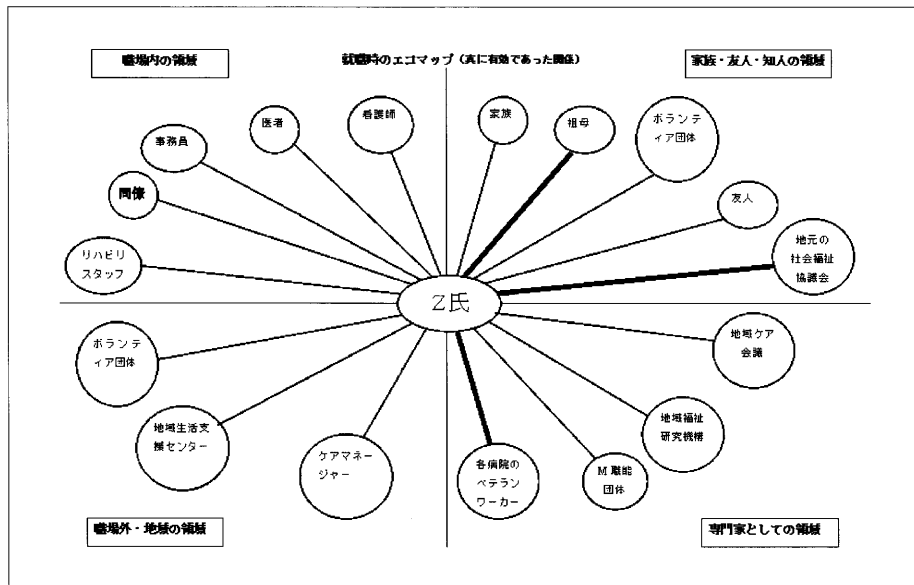 職場内の領域
就職時のエコマップ（真に有効であった関係）
家族・友人・知人の領域
医者
看護師
事務員
同僚
リハビリ
スタッフ
家族
祖母
ボランテ
ィア団体
友人
地元の
社会福祉
協議会
Z氏
ボランテ
ィア団体
地域生活支
援センター
ケアマネー
ジャー
各病院の
ベテラン
ワーカー
M職能
団体
地域福祉
研究機構
地域ケア
会議
職場外・地域の領域
専門家としての領域